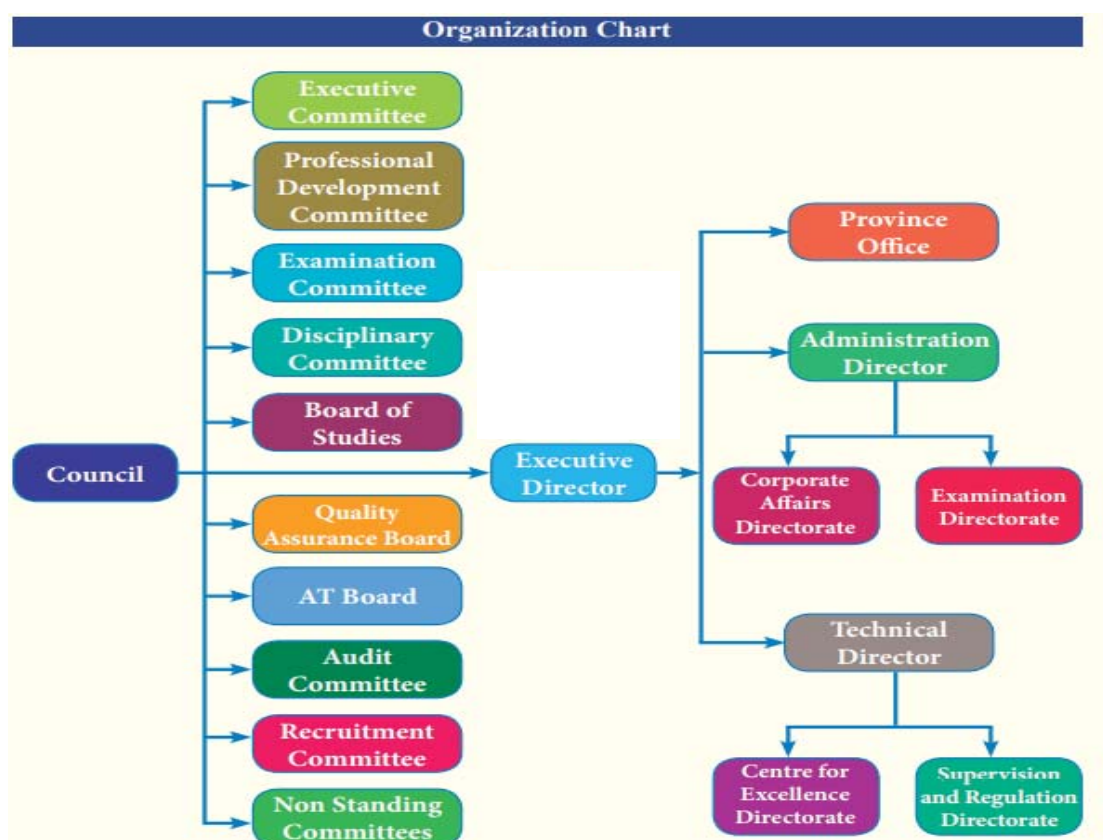 Organization Chart
Executive
Committee
Professional
Development
Committee
Examination
Committee
Disciplinary
Committee
Board of
Studies
Council
Quality
Assurance Board
AT Board
Audit
Committee
Recruitment
Committee
Non Standing
Committees
Executive
Director
Province
Office
Administration
Director
Corporate
Affairs
Directorate
Examination
Directorate
Technical
Director
Centre for
Excellence
Directorate
Supervision
and Regulation
Directorate